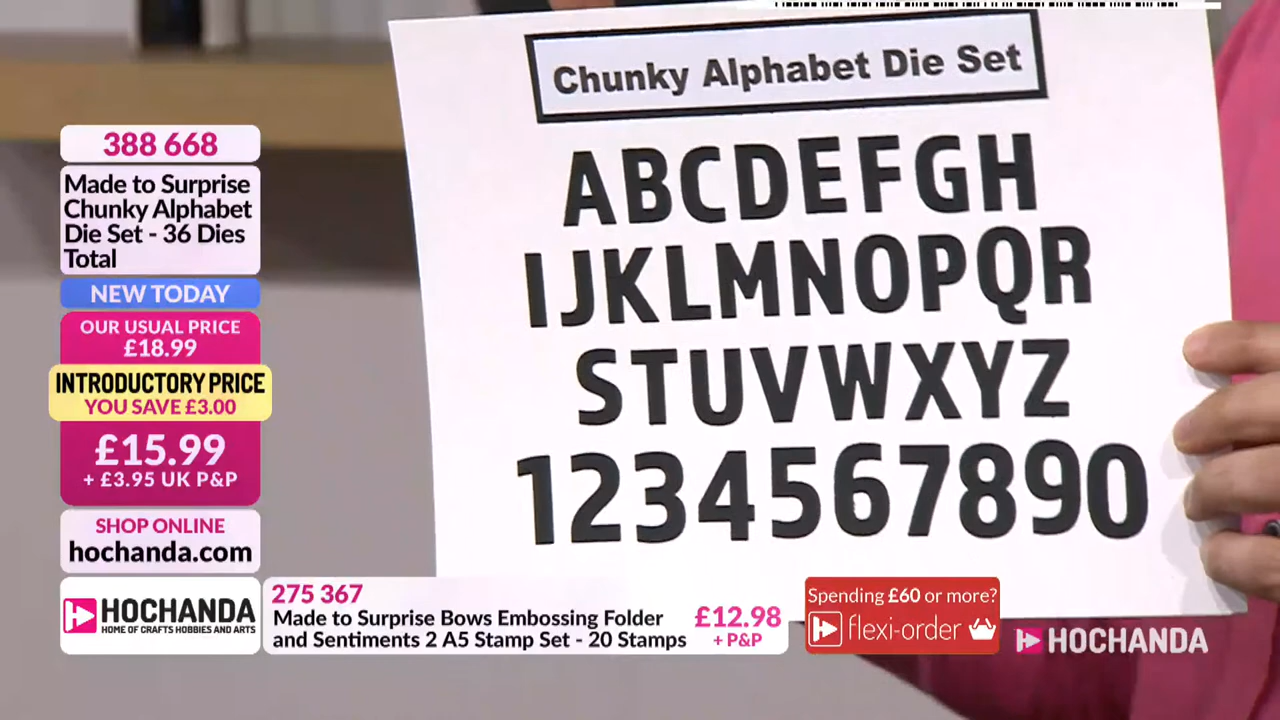 388 668
Made to Surprise
Chunky Alphabet
Die Set - 36 Dies
Total
NEW TODAY
OUR USUAL PRICE
£18.99
INTRODUCTORY PRICE
YOU SAVE £3.00
£15.99
+ £3.95 UK P&P
SHOP ONLINE
hochanda.com
Chunky Alphabet Die Set
ABCDEFGH
IJKLMNOPQR
STUVWXYZ
1234567890
HOCHANDA
HOME OF CRAFTS HOBBIES AND ARTS
275 367
Made to Surprise Bows Embossing Folder
and Sentiments 2 A5 Stamp Set - 20 Stamps
£12.98
+ P&P
Spending £60 or more?
flexi-order
HOCHANDA